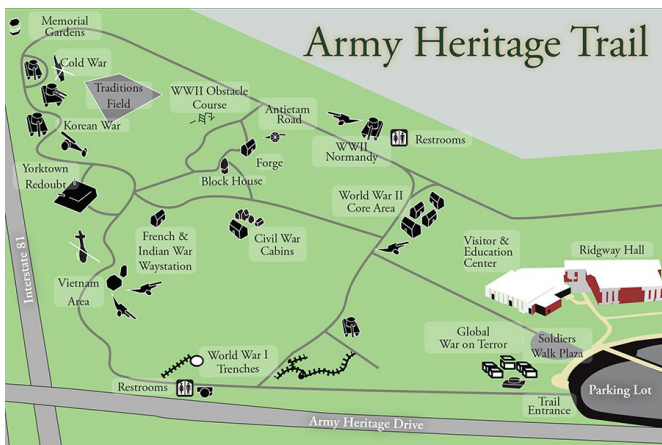 Army Heritage Trail
Memorial
Gardens
Cold War
Traditions
Field
WWII Obstacle
Course
Antietam
Road
Korean War
WWII
Normandy
Restrooms
Forge
Block House
Yorktown
Redoubt
World War II
Core Area
French &
Indian War
Waystation
Civil War
Cabins
Visitor &
Education
Center
Ridgway Hall
Interstate 81
Vietnam
Area
World War I
Trenches
Global
War on Terror
Soldiers
Walk Plaza
Restrooms
Parking Lot
Trail
Entrance
Army Heritage Drive